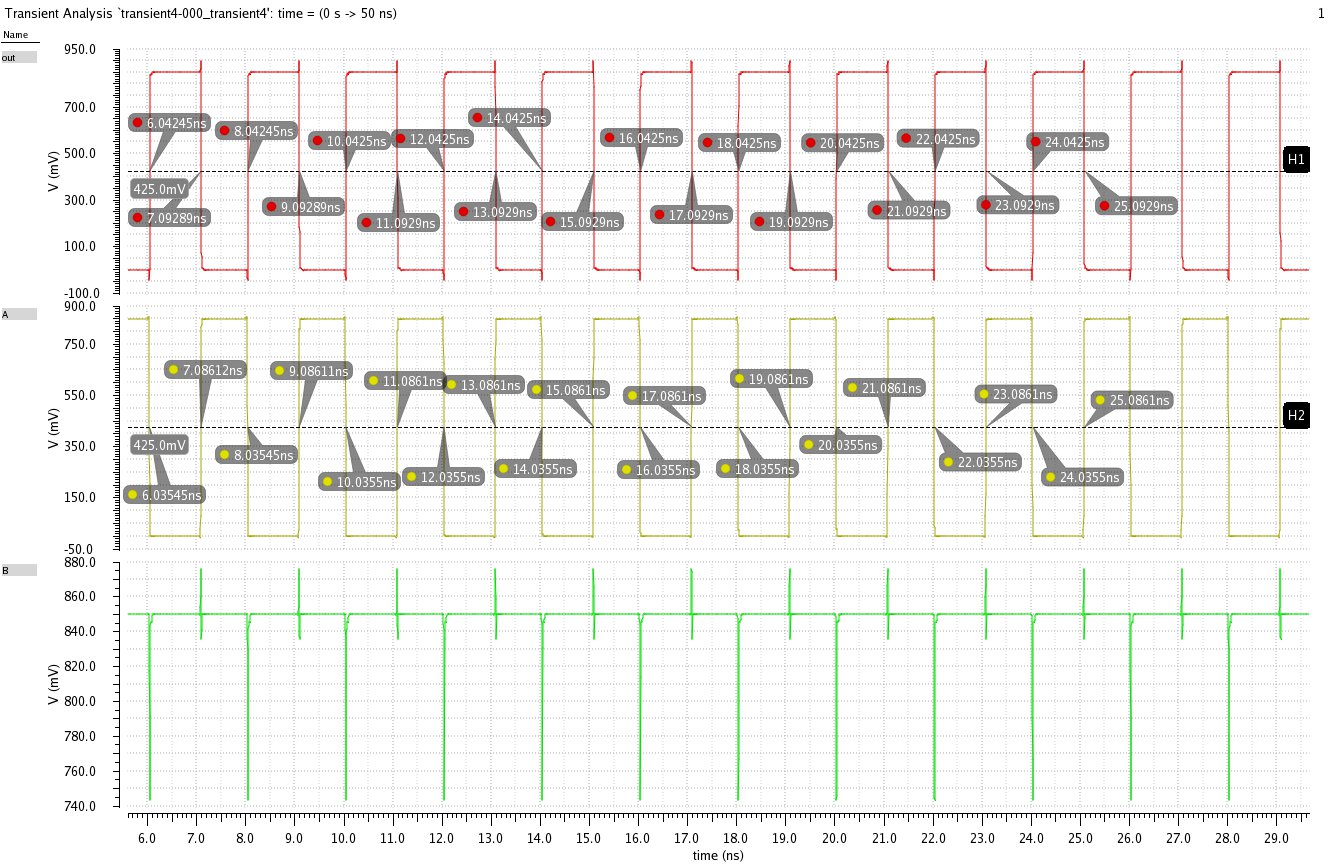 Transient Analysis `transient4-000_transient4': time = (0 s -> 50 ns)
1
Name
out
950.0
700.0
500.0
300.0
100.0
-100.0
V (mV)
6.04245ns
8.04245ns
10.0425ns
12.0425ns
14.0425ns
16.0425ns
18.0425ns
20.0425ns
22.0425ns
24.0425ns
H1
425.0mV
7.09289ns
9.09289ns
11.0929ns
13.0929ns
15.0929ns
17.0929ns
19.0929ns
21.0929ns
23.0929ns
25.0929ns
A
900.0
750.0
550.0
350.0
150.0
-50.0
V (mV)
7.08612ns
9.08611ns
11.0861ns
13.0861ns
15.0861ns
17.0861ns
19.0861ns
21.0861ns
23.0861ns
25.0861ns
H2
425.0mV
6.03545ns
8.03545ns
10.0355ns
12.0355ns
14.0355ns
16.0355ns
18.0355ns
20.0355ns
22.0355ns
24.0355ns
B
880.0
860.0
840.0
820.0
800.0
780.0
760.0
740.0
V (mV)
6.0 7.0 8.0 9.0 10.0 11.0 12.0 13.0 14.0 15.0 16.0 17.0 18.0 19.0 20.0 21.0 22.0 23.0 24.0 25.0 26.0 27.0 28.0 29.0
time (ns)